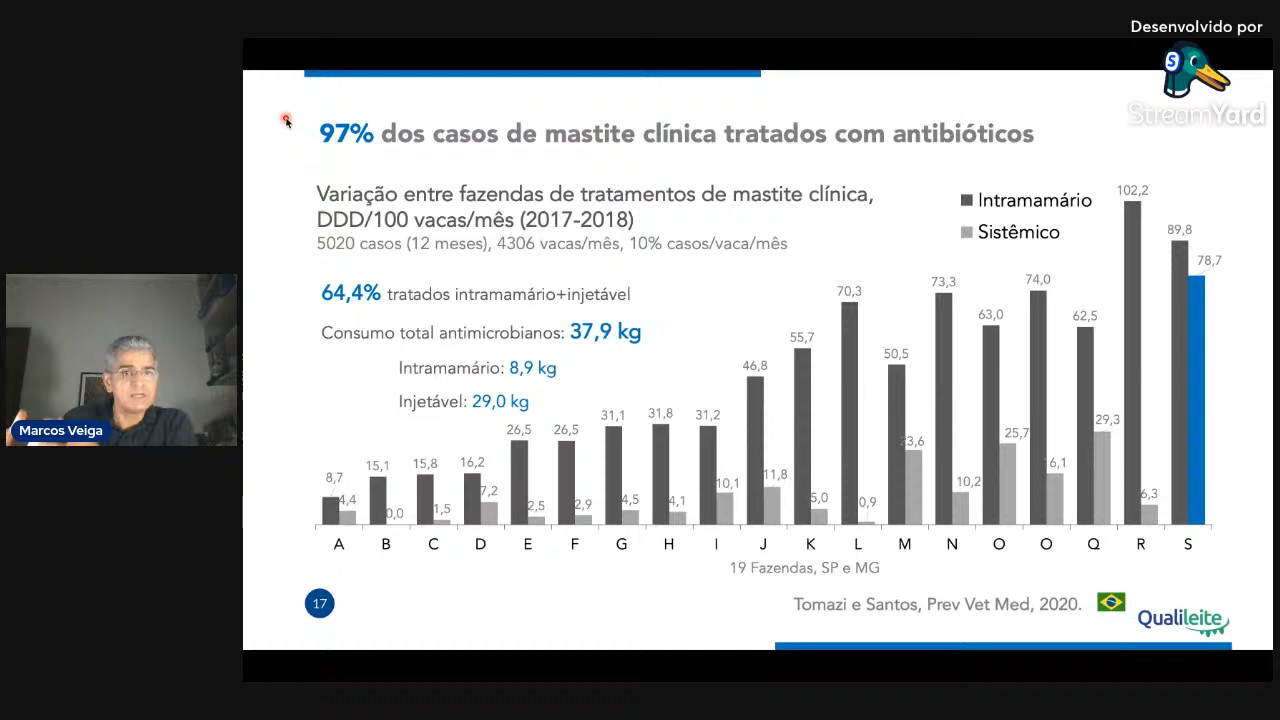 Desenvolvido por
StreamYard
97% dos casos de mastite clínica tratados com antibióticos
Variação entre fazendas de tratamentos de mastite clínica,
DDD/100 vacas/mês (2017-2018)
5020 casos (12 meses), 4306 vacas/mês, 10% casos/vaca/mês
64,4% tratados intramamário+injetável
Consumo total antimicrobianos: 37,9 kg
Intramamário: 8,9 kg
Injetável: 29,0 kg
Intramamário
Sistêmico
8,7 15,1 15,8 16,2 26,5 26,5 31,1 31,8 31,2 46,8 55,7 70,3 50,5 73,3 63,0 74,0 62,5 102,2 89,8
4,4 0,0 1,5 7,2 2,5 2,9 4,5 4,1 10,1 11,8 5,0 0,9 23,6 10,2 25,7 29,3 6,3 78,7
A B C D E F G H I J K L M N O O Q R S
19 Fazendas, SP e MG
17
Tomazi e Santos, Prev Vet Med, 2020.
Qualileite
Marcos Veiga